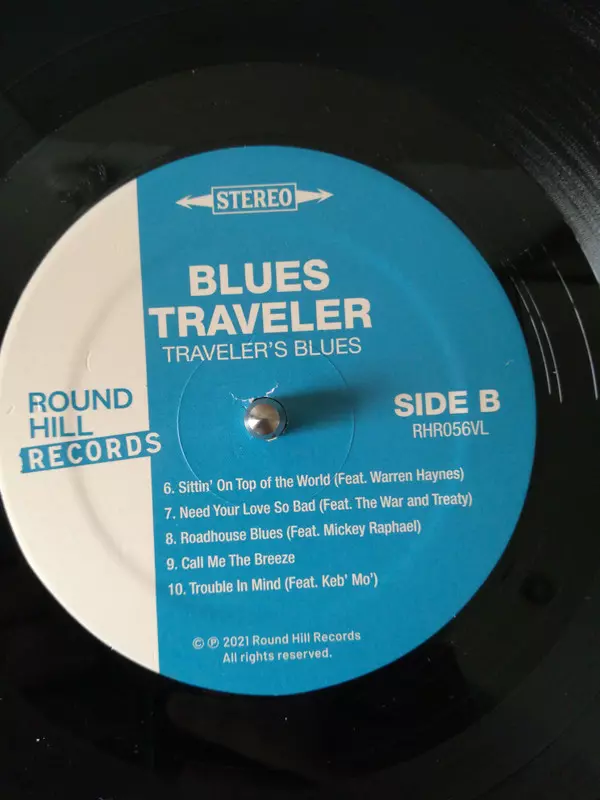 STEREO
BLUES
TRAVELER
TRAVELER'S BLUES
ROUND
HILL
RECORDS
SIDE B
RHR056VL
6. Sittin' On Top of the World (Feat. Warren Haynes)
7. Need Your Love So Bad (Feat. The War and Treaty)
8. Roadhouse Blues (Feat. Mickey Raphael)
9. Call Me The Breeze
10. Trouble In Mind (Feat. Keb' Mo')
© ℗ 2021 Round Hill Records
All rights reserved.